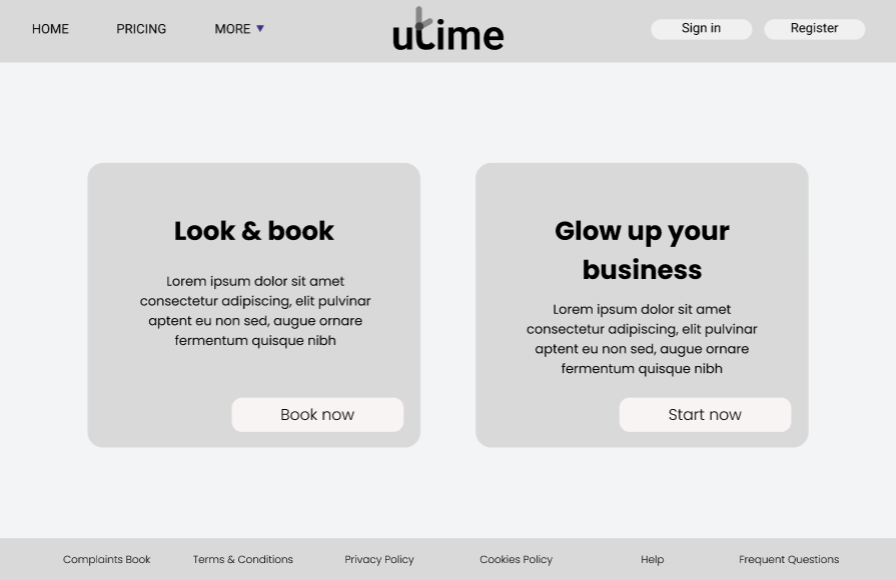 HOME PRICING MORE utime Sign in Register
Look & book
Lorem ipsum dolor sit amet
consectetur adipiscing, elit pulvinar
aptent eu non sed, augue ornare
fermentum quisque nibh
Book now
Glow up your
business
Lorem ipsum dolor sit amet
consectetur adipiscing, elit pulvinar
aptent eu non sed, augue ornare
fermentum quisque nibh
Start now
Complaints Book Terms & Conditions Privacy Policy Cookies Policy Help Frequent Questions